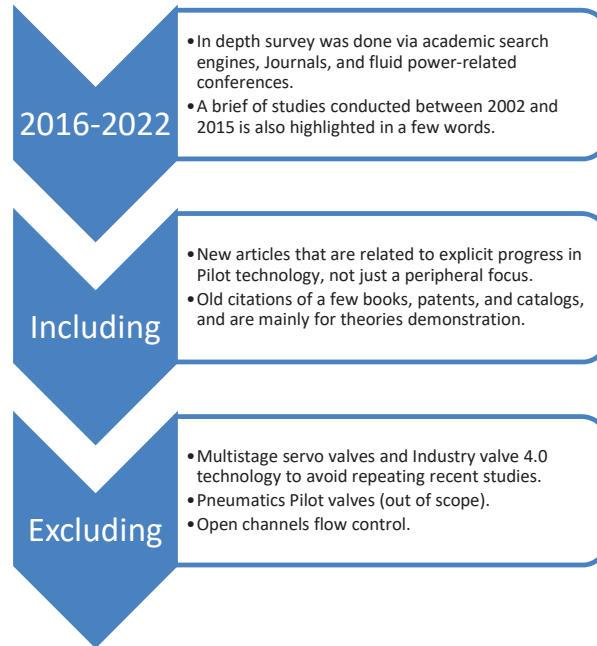 2016-2022
•In depth survey was done via academic search
engines, Journals, and fluid power-related
conferences.
•A brief of studies conducted between 2002 and
2015 is also highlighted in a few words.
Including
•New articles that are related to explicit progress in
Pilot technology, not just a peripheral focus.
•Old citations of a few books, patents, and catalogs,
and are mainly for theories demonstration.
Excluding
•Multistage servo valves and Industry valve 4.0
technology to avoid repeating recent studies.
•Pneumatics Pilot valves (out of scope).
•Open channels flow control.